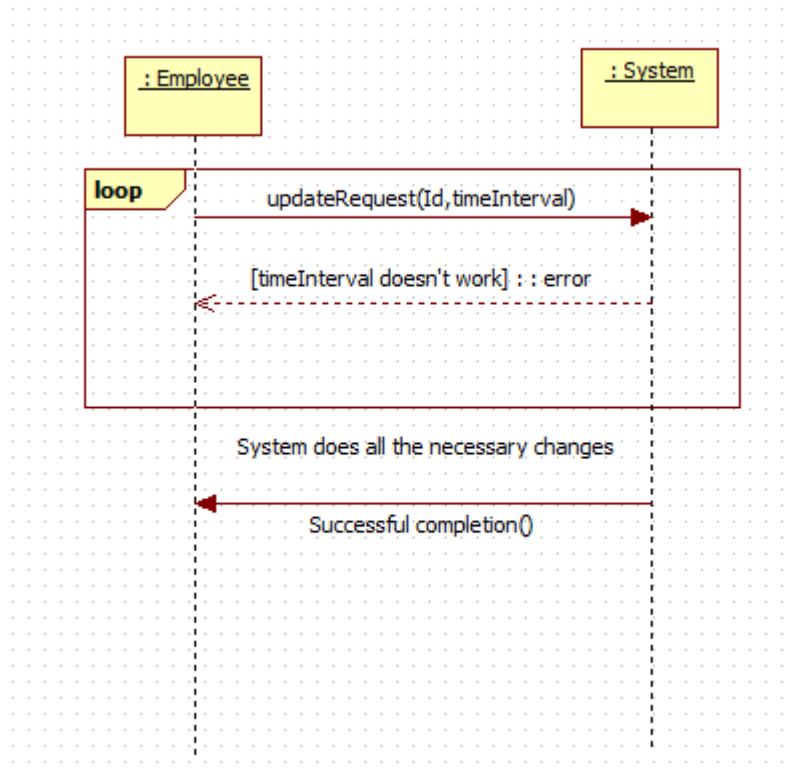 : Employee
: System
loop
updateRequest(Id,timeInterval)
[timeInterval doesn't work] : : error
System does all the necessary changes
Successful completion()